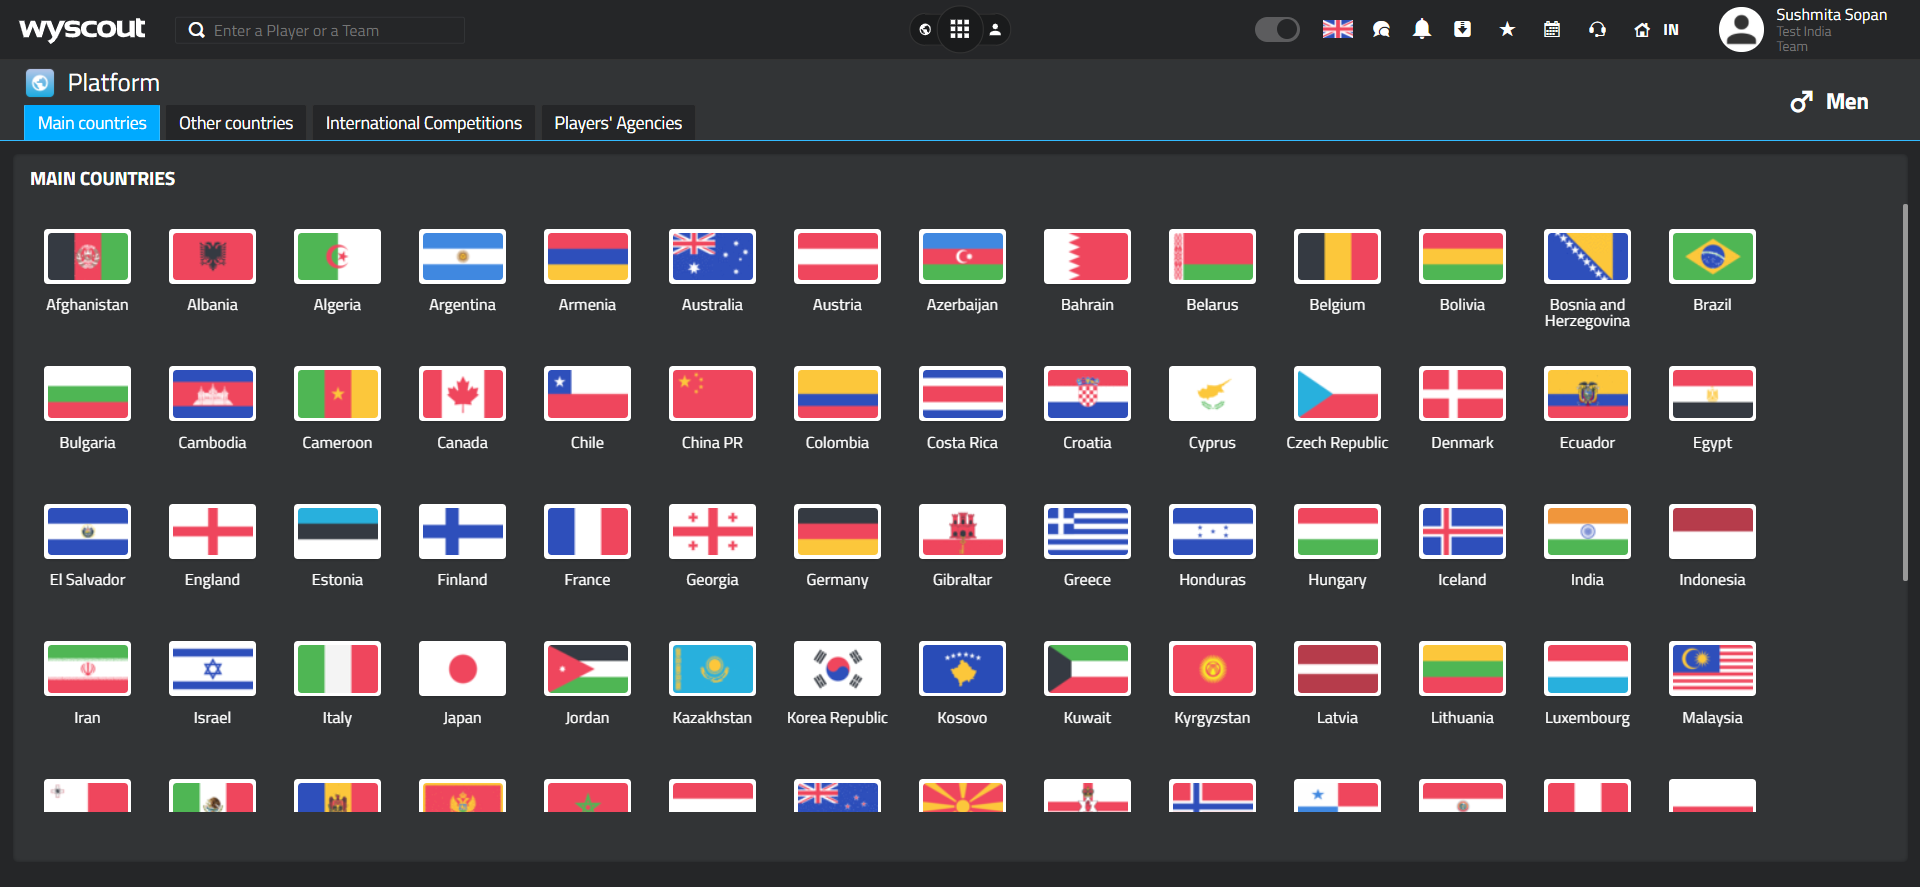 wyscout
Enter a Player or a Team
IN
Sushmita Sopan
Test India
Team
Platform
Men
Main countries
Other countries
International Competitions
Players' Agencies
MAIN COUNTRIES
Afghanistan
Albania
Algeria
Argentina
Armenia
Australia
Austria
Azerbaijan
Bahrain
Belarus
Belgium
Bolivia
Bosnia and
Herzegovina
Brazil
Bulgaria
Cambodia
Cameroon
Canada
Chile
China PR
Colombia
Costa Rica
Croatia
Cyprus
Czech Republic
Denmark
Ecuador
Egypt
El Salvador
England
Estonia
Finland
France
Georgia
Germany
Gibraltar
Greece
Honduras
Hungary
Iceland
India
Indonesia
Iran
Israel
Italy
Japan
Jordan
Kazakhstan
Korea Republic
Kosovo
Kuwait
Kyrgyzstan
Latvia
Lithuania
Luxembourg
Malaysia